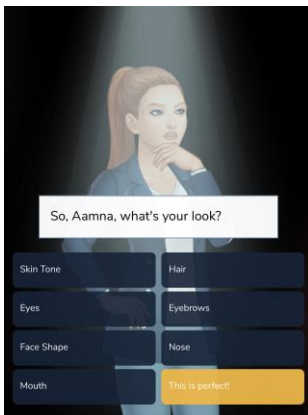 So, Aamna, what's your look?
Skin Tone
Hair
Eyes
Eyebrows
Face Shape
Nose
Mouth
This is perfect!